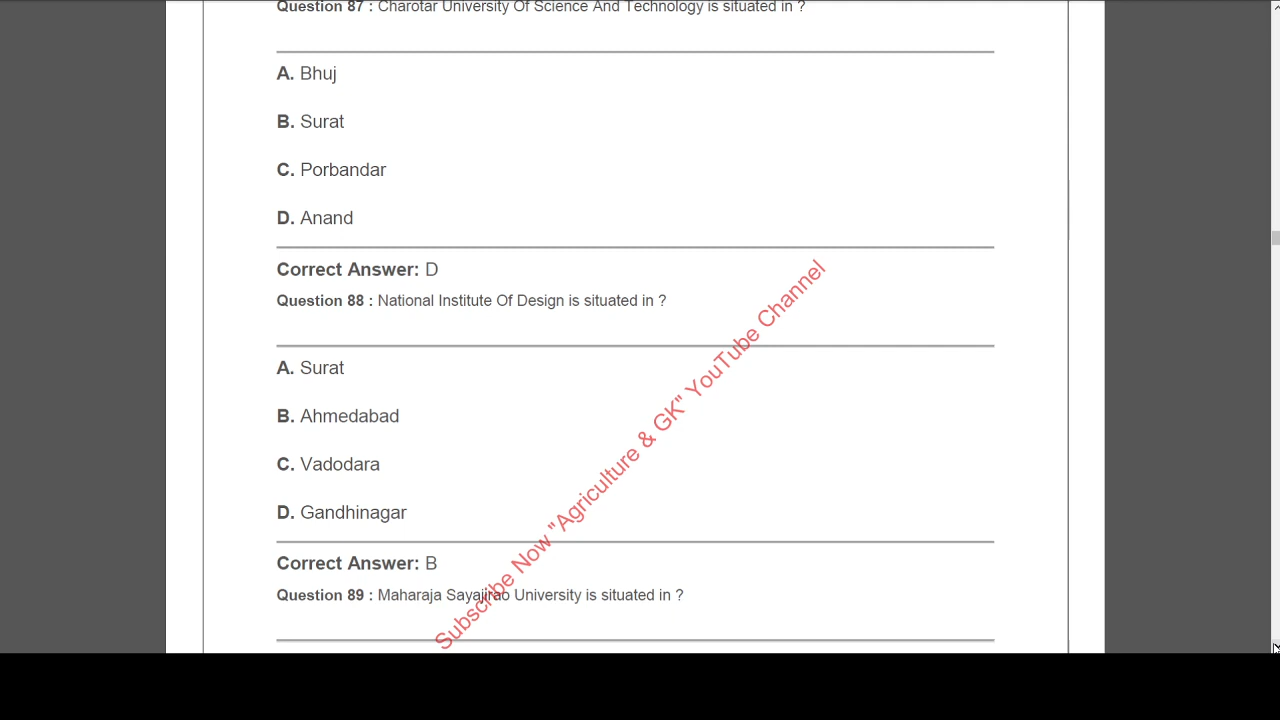 Question 87 : Charotar University Of Science And Technology is situated in ?
A. Bhuj
B. Surat
C. Porbandar
D. Anand
Correct Answer: D
Question 88 : National Institute Of Design is situated in ?
A. Surat
B. Ahmedabad
C. Vadodara
D. Gandhinagar
Correct Answer: B
Question 89 : Maharaja Sayajirao University is situated in ?
Subscribe Now "Agriculture & GK" YouTube Channel